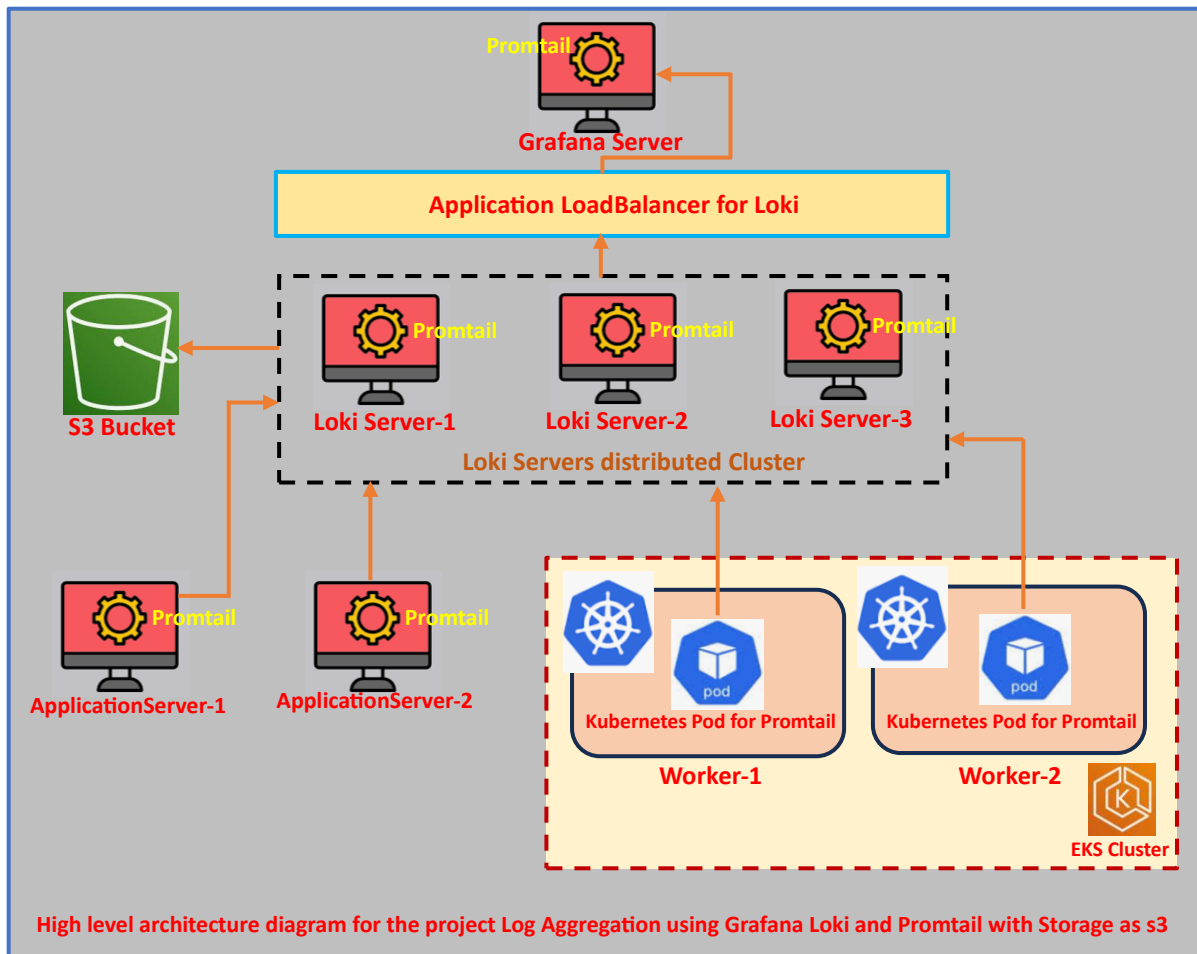 Promtail
Grafana Server
Application LoadBalancer for Loki
Promtail
Promtail
Promtail
S3 Bucket
Loki Server-1
Loki Server-2
Loki Server-3
Loki Servers distributed Cluster
Promtail
Promtail
ApplicationServer-1
ApplicationServer-2
pod
pod
Kubernetes Pod for Promtail
Kubernetes Pod for Promtail
Worker-1
Worker-2
K
EKS Cluster
High level architecture diagram for the project Log Aggregation using Grafana Loki and Promtail with Storage as s3